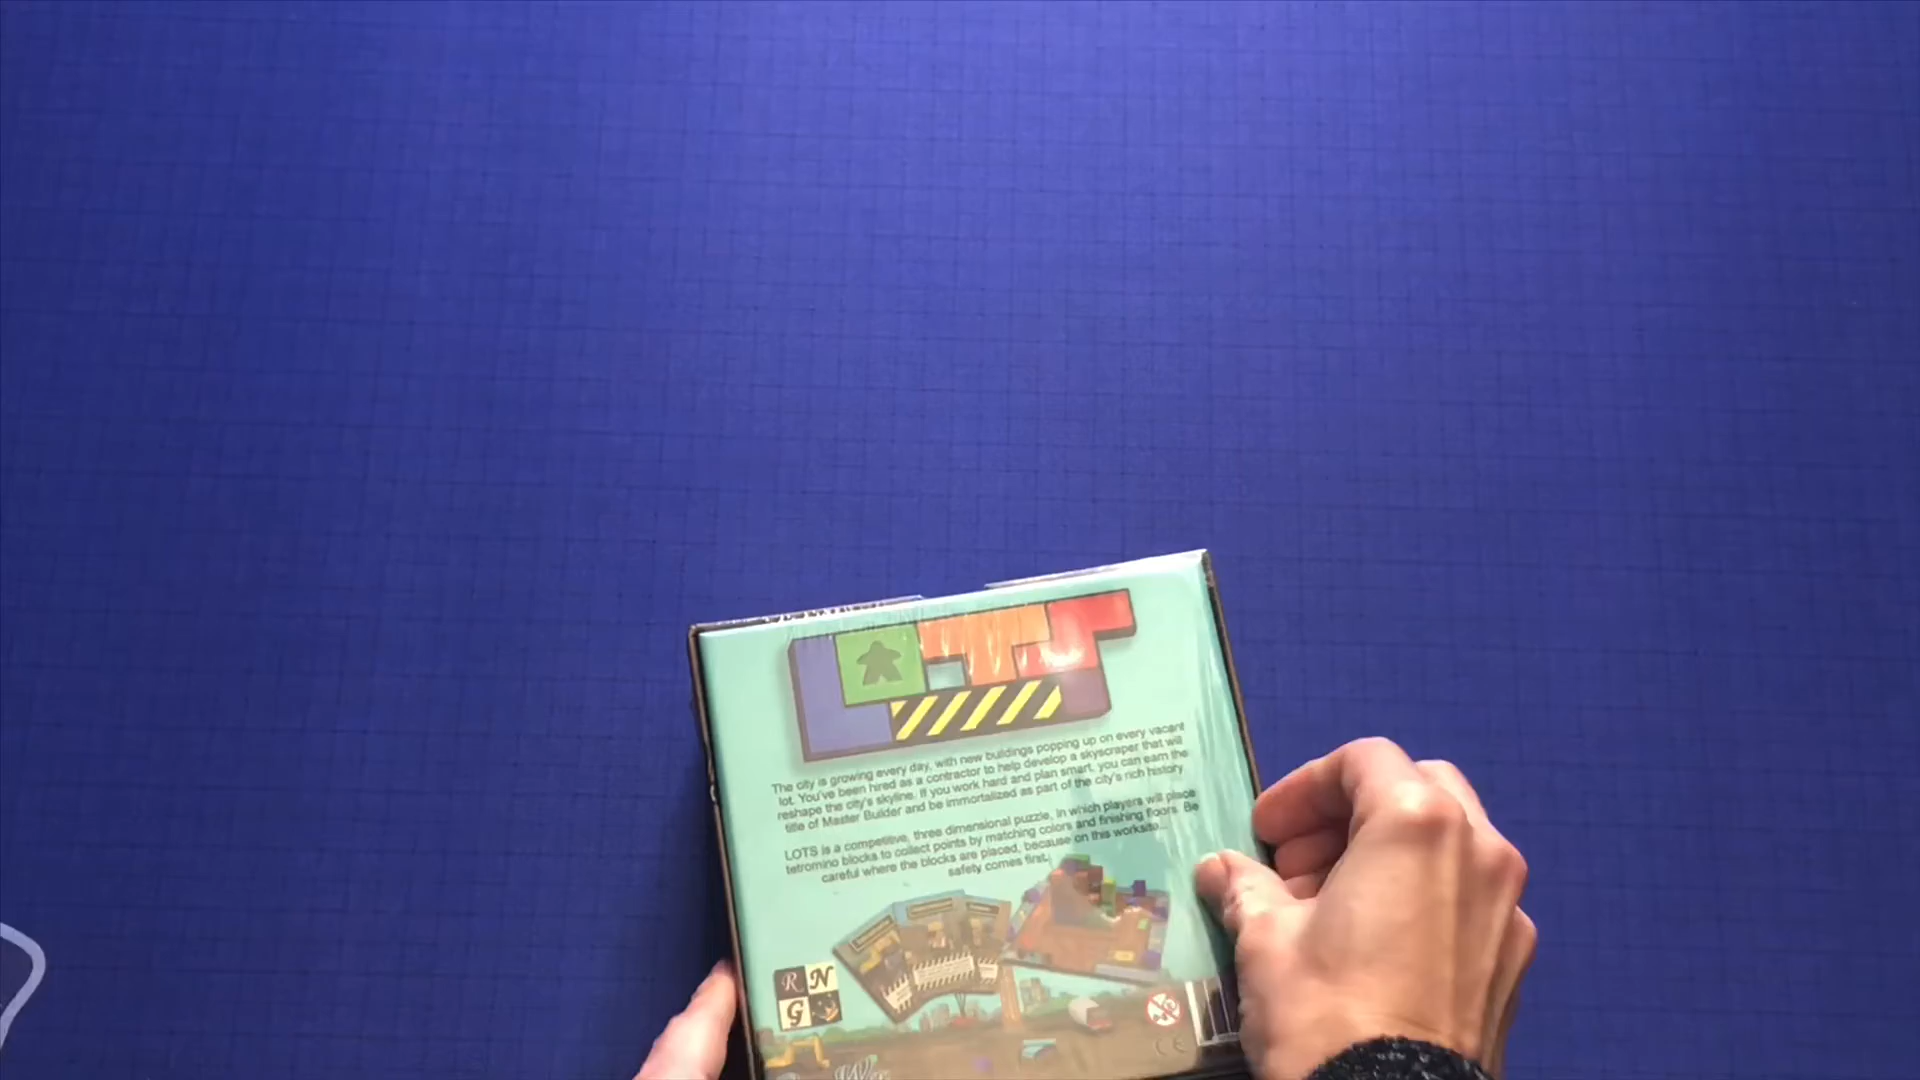 LOTS
The city is growing every day, with new buildings popping up on every vacant
lot. You've been hired as a contractor to help develop a skyscraper that will
reshape the city's skyline. If you work hard and plan smart, you can earn the
title of Master Builder and be immortalized as part of the city's rich history
LOTS is a competitive, three dimensional puzzle, in which players will place
tetromino blocks to collect points by matching colors and finishing floors. Be
careful where the blocks are placed, because on this worksite...
safety comes first.
R N
G
CE